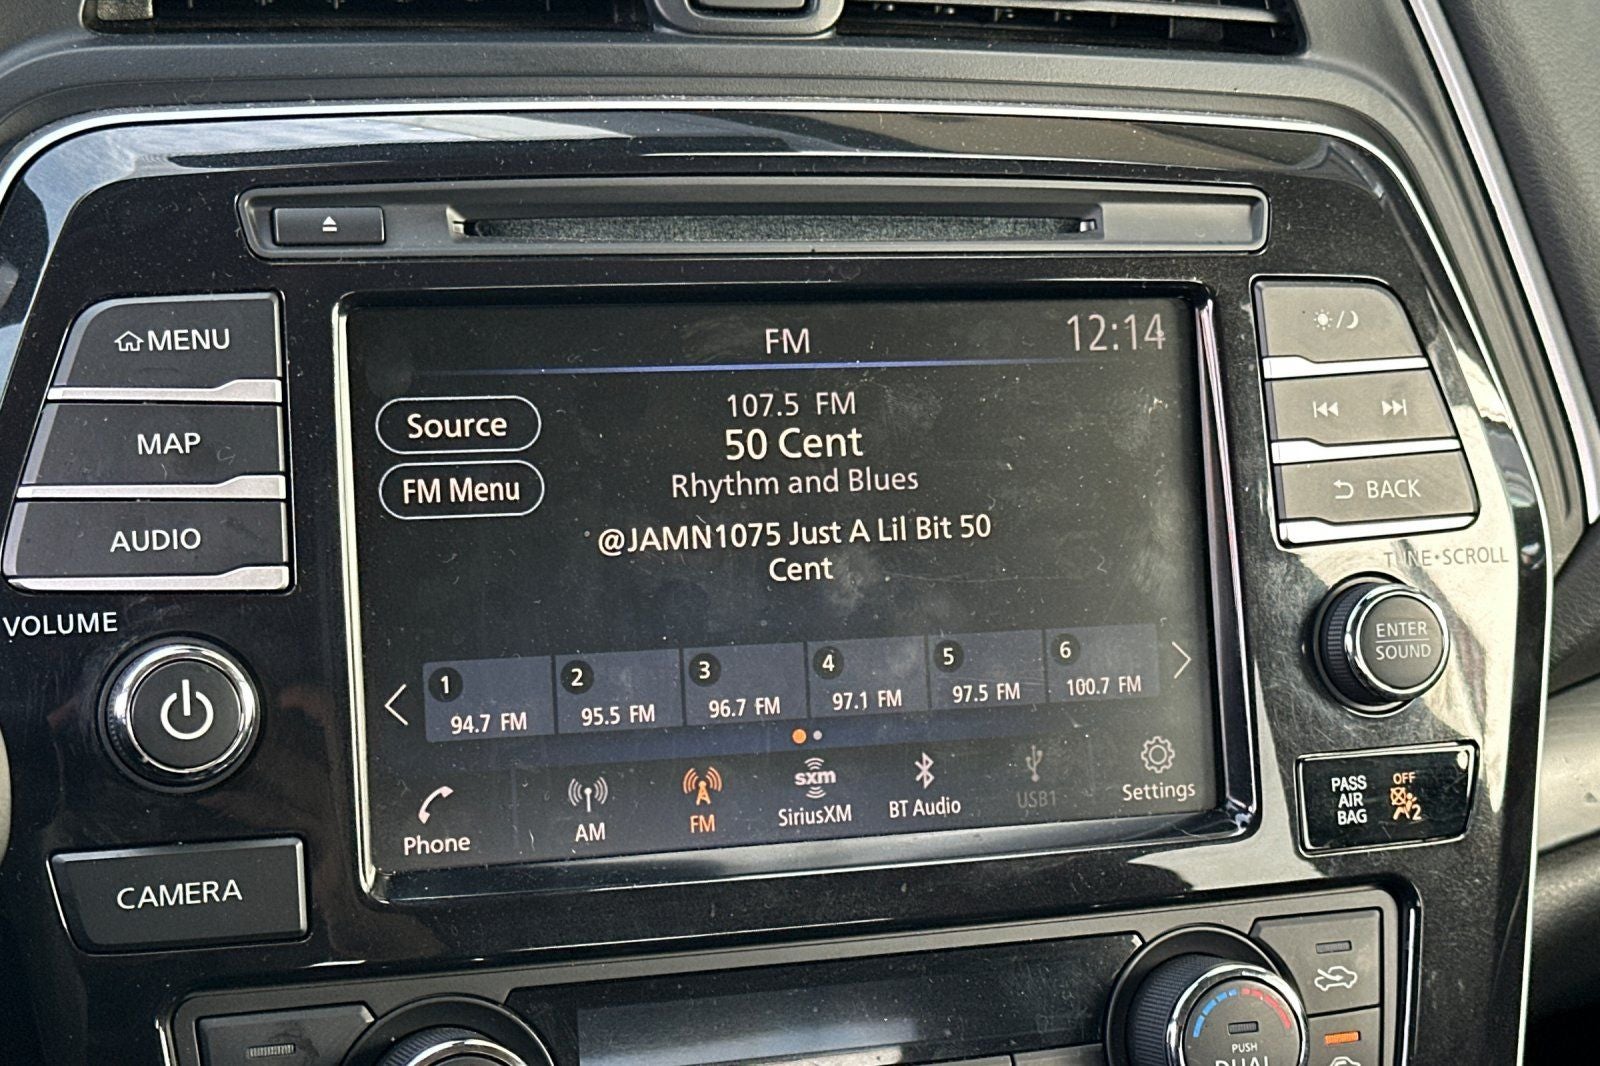 MENU
MAP
AUDIO
VOLUME
CAMERA
FM
12:14
Source
FM Menu
107.5 FM
50 Cent
Rhythm and Blues
@JAMN1075 Just A Lil Bit 50
Cent
1
94.7 FM
2
95.5 FM
3
96.7 FM
4
97.1 FM
5
97.5 FM
6
100.7 FM
Phone
AM
FM
sxm
SiriusXM
BT Audio
USB1
Settings
BACK
TUNE•SCROLL
ENTER
SOUND
PASS
AIR
BAG
OFF
2
PUSH
DUAL